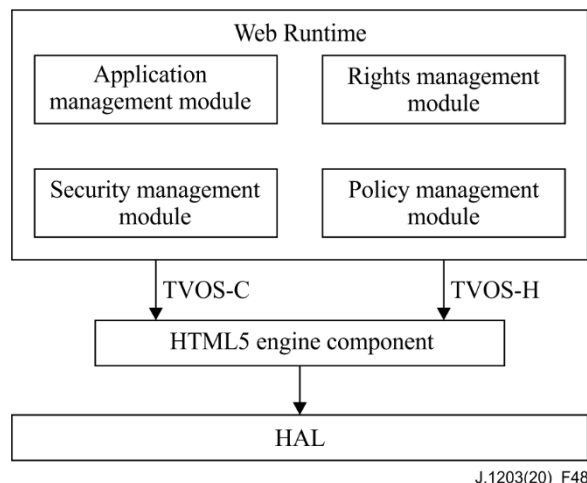 Web Runtime
Application
management module
Rights management
module
Security management
module
Policy management
module
TVOS-C
TVOS-H
HTML5 engine component
HAL
J.1203(20)_F48